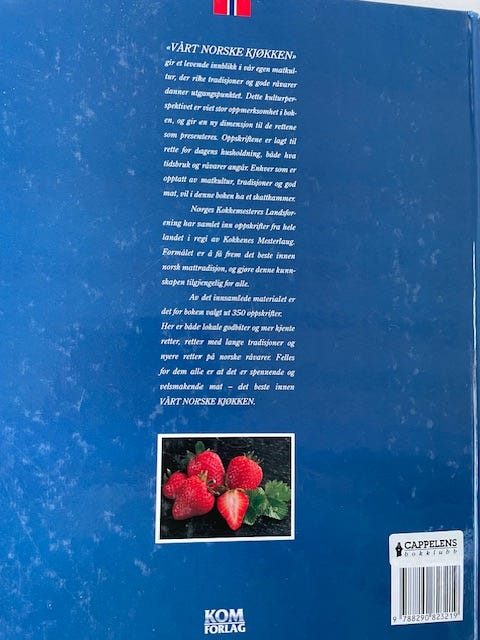 «VÅRT NORSKE KJØKKEN»
gir et levende innblikk i vår egen matkul-
tur, der rike tradisjoner og gode råvarer
danner utgangspunktet. Dette kulturper-
spektivet er viet stor oppmerksomhet i bok-
en, og gir en ny dimensjon til de rettene
som presenteres. Oppskriftene er lagt til
rette for dagens husholdning, både hva
tidsbruk og råvarer angår. Enhver som er
opptatt av matkultur, tradisjoner og god
mat, vil i denne boken ha et skattkammer.
Norges Kokkemesteres Landsfor-
ening har samlet inn oppskrifter fra hele
landet i regi av Kokkenes Mesterlaug.
Formålet er å få frem det beste innen
norsk mattradisjon, og gjøre denne kunn-
skapen tilgjengelig for alle.
Av det innsamlede materialet er
det for boken valgt ut 350 oppskrifter.
Her er både lokale godbiter og mer kjente
retter, retter med lange tradisjoner og
nyere retter på norske råvarer. Felles
for dem alle er at det er spennende og
velsmakende mat – det beste innen
VÅRT NORSKE KJØKKEN.
CAPPELENS
bokklubb
9 788290 823219
KOM
FORLAG